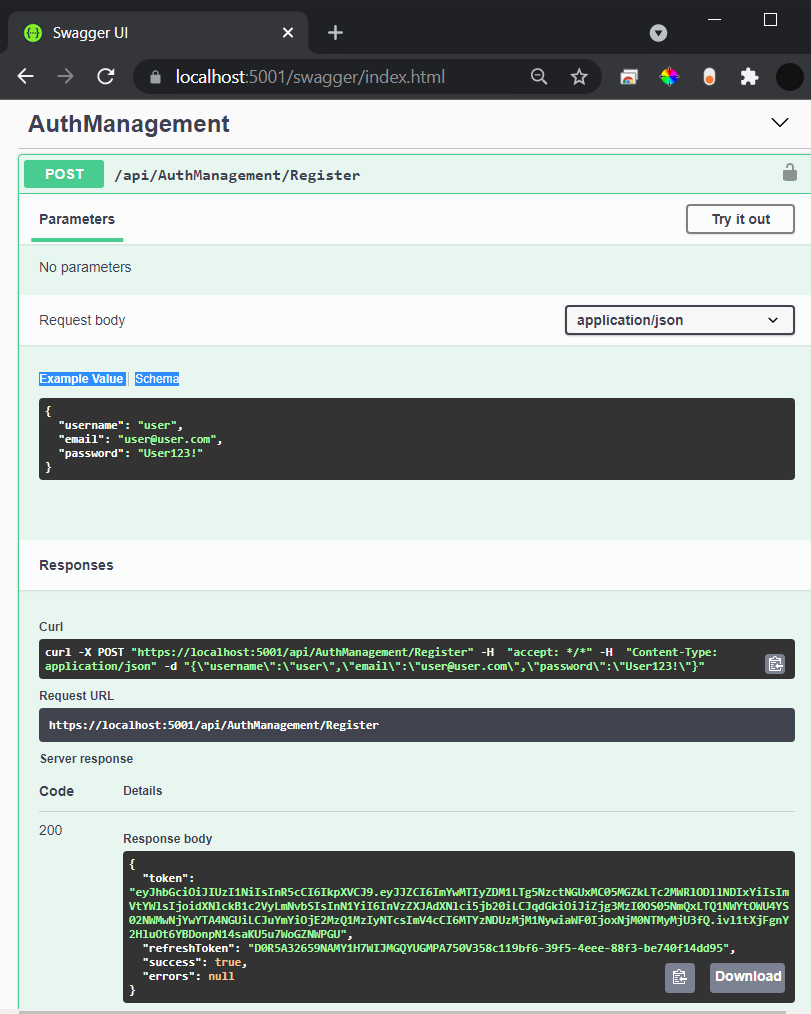 Swagger UI
localhost:5001/swagger/index.html
AuthManagement
POST /api/AuthManagement/Register
Parameters
Try it out
No parameters
Request body
application/json
Example Value | Schema
{
"username": "user",
"email": "user@user.com",
"password": "User123!"
}
Responses
Curl
curl -X POST "https://localhost:5001/api/AuthManagement/Register" -H "accept: */*" -H "Content-Type:
application/json" -d "{\"username\":\"user\",\"email\":\"user@user.com\",\"password\":\"User123!\"}"
Request URL
https://localhost:5001/api/AuthManagement/Register
Server response
Code Details
200
Response body
{
"token":
"refreshToken": "D0R5A32659NAMY1H7WIJMGQYUGMPA750V358c119bf6-39f5-4eee-88f3-be740f14dd95",
"success": true,
"errors": null
}
Download